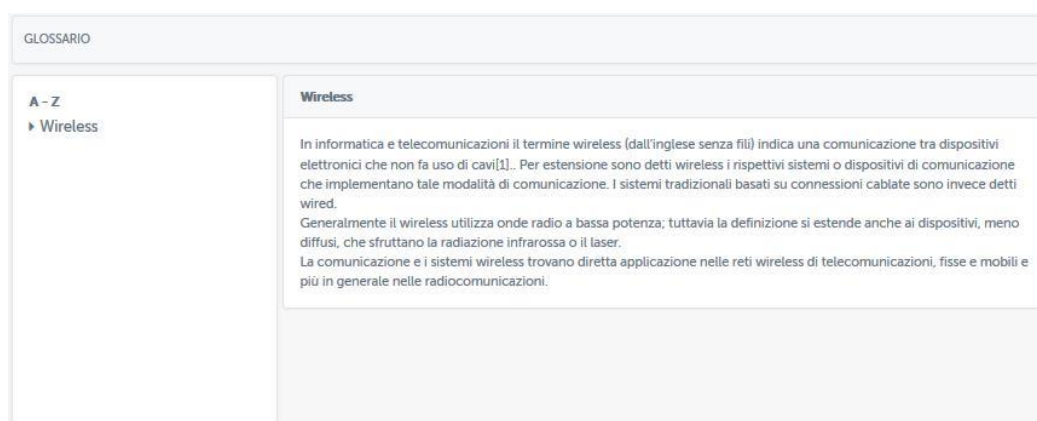 GLOSSARIO
A - Z
Wireless
Wireless
In informatica e telecomunicazioni il termine wireless (dall'inglese senza fili) indica una comunicazione tra dispositivi
elettronici che non fa uso di cavi[1].. Per estensione sono detti wireless i rispettivi sistemi o dispositivi di comunicazione
che implementano tale modalità di comunicazione. I sistemi tradizionali basati su connessioni cablate sono invece detti
wired.
Generalmente il wireless utilizza onde radio a bassa potenza; tuttavia la definizione si estende anche ai dispositivi, meno
diffusi, che sfruttano la radiazione infrarossa o il laser.
La comunicazione e i sistemi wireless trovano diretta applicazione nelle reti wireless di telecomunicazioni, fisse e mobili e
più in generale nelle radiocomunicazioni.